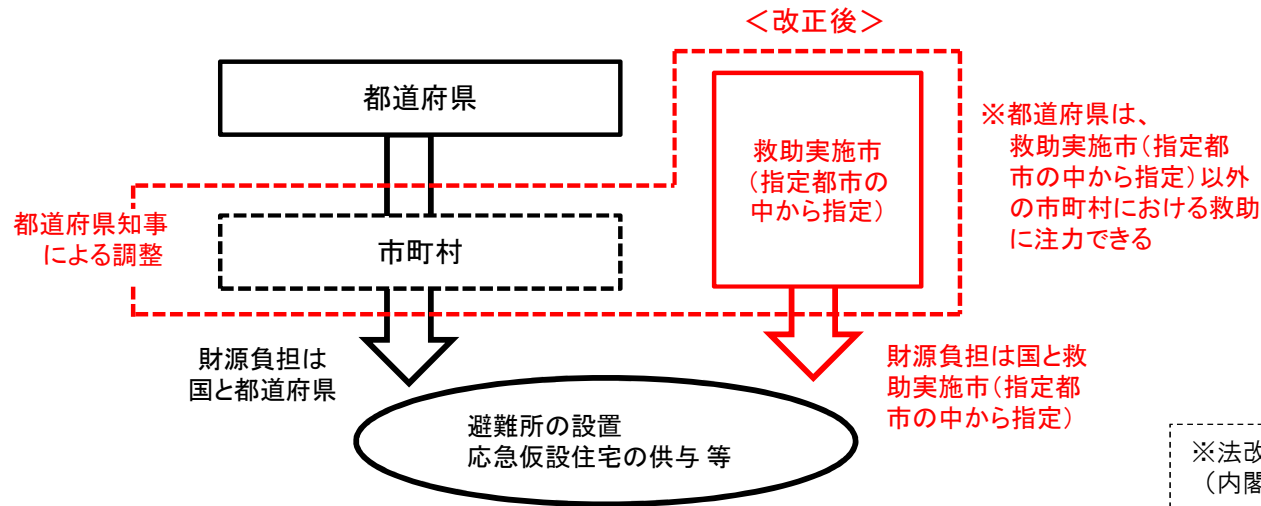 ＜改正後＞
都道府県
救助実施市
（指定都市の
中から指定）
※都道府県は、
救助実施市（指定都
市の中から指定）以外
の市町村における救助
に注力できる
都道府県知事
による調整
市町村
財源負担は
国と都道府県
財源負担は国と救
助実施市（指定都
市の中から指定）
避難所の設置
応急仮設住宅の供与 等
※法改
（内閣